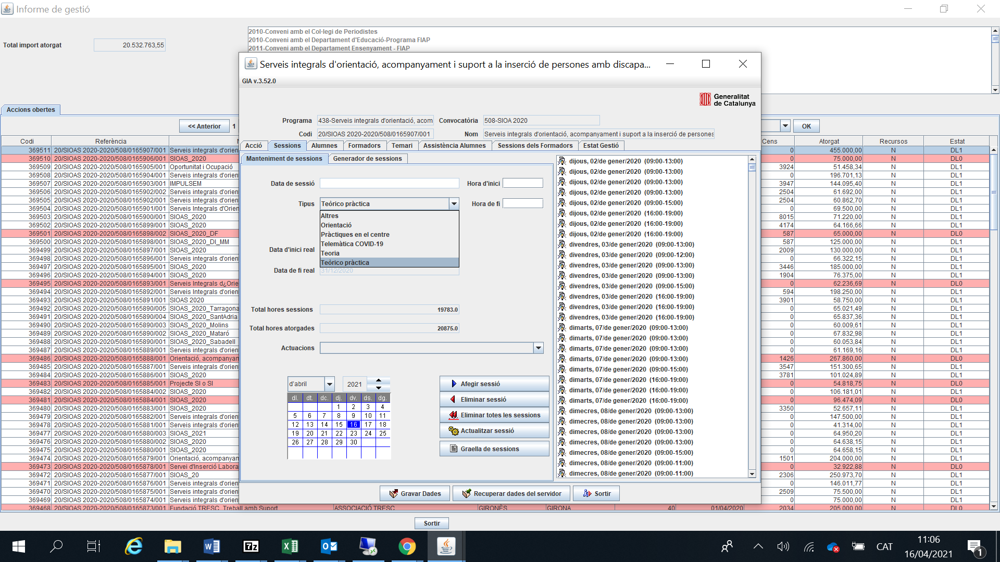 Informe de gestió
Total import atorgat 20.532.763,55
2010-Conveni amb el Col·legi de Periodistes
2010-Conveni amb el Departament d'Educació-Programa FIAP
2011-Conveni amb el Departament Ensenyament - FIAP
Serveis integrals d'orientació, acompanyament i suport a la inserció de persones amb discapa...
GIA v.3.52.0
Generalitat
de Catalunya
Programa 438-Serveis integrals d'orientació, acom Convocatòria 508-SIOA 2020
Codi 20/SIOAS 2020-2020/508/0165907/001 Nom Serveis integrals d'orientació, acompanyament i suport a la inserció de persones
Acció Sessions Alumnes Formadors Temari Assistència Alumnes Sessions dels Formadors Estat Gestió
Manteniment de sessions Generador de sessions
Data de sessió Hora d'inici
Tipus Teòrico pràctica Hora de fi
Altres
Orientació
Pràctiques en el centre
Telemàtica COVID-19
Teoria
Teòrico pràctica
Data d'inici real
Data de fi real 31/12/2020
Total hores sessions 19783.0
Total hores atorgades 20875.0
Actuacions
d'abril 2021
dl. dt. dc. dj. dv. ds. dg.
1 2 3 4
5 6 7 8 9 10 11
12 13 14 15 16 17 18
19 20 21 22 23 24 25
26 27 28 29 30
Afegir sessió
Eliminar sessió
Eliminar totes les sessions
Actualitzar sessió
Graella de sessions
dijous, 02/de gener/2020 (09:00-13:00)
dijous, 02/de gener/2020 (09:00-13:00)
dijous, 02/de gener/2020 (09:00-13:00)
dijous, 02/de gener/2020 (09:00-13:00)
dijous, 02/de gener/2020 (09:00-15:00)
dijous, 02/de gener/2020 (16:00-19:00)
dijous, 02/de gener/2020 (16:00-19:00)
dijous, 02/de gener/2020 (16:00-19:00)
divendres, 03/de gener/2020 (09:00-13:00)
divendres, 03/de gener/2020 (09:00-12:00)
divendres, 03/de gener/2020 (09:00-13:00)
divendres, 03/de gener/2020 (09:00-13:00)
divendres, 03/de gener/2020 (09:00-15:00)
divendres, 03/de gener/2020 (16:00-19:00)
divendres, 03/de gener/2020 (16:00-19:00)
divendres, 03/de gener/2020 (16:00-19:00)
dimarts, 07/de gener/2020 (09:00-13:00)
dimarts, 07/de gener/2020 (09:00-13:00)
dimarts, 07/de gener/2020 (09:00-13:00)
dimarts, 07/de gener/2020 (09:00-13:00)
dimarts, 07/de gener/2020 (09:00-15:00)
dimarts, 07/de gener/2020 (16:00-19:00)
dimarts, 07/de gener/2020 (16:00-19:00)
dimarts, 07/de gener/2020 (16:00-19:00)
dimecres, 08/de gener/2020 (09:00-13:00)
dimecres, 08/de gener/2020 (09:00-13:00)
dimecres, 08/de gener/2020 (09:00-13:00)
dimecres, 08/de gener/2020 (09:00-13:00)
dimecres, 08/de gener/2020 (09:00-15:00)
dimecres, 08/de gener/2020 (09:00-11:00)
dimecres, 08/de gener/2020 (09:00-11:00)
Gravar Dades Recuperar dades del servidor Sortir
Accions obertes
<< Anterior 1 OK
Codi Referència Cens Atorgat Recursos Estat
369511 20/SIOAS 2020-2020/508/0165907/001 Serveis integrals d'orien 0 455.000,00 N DL1
369510 20/SIOAS 2020-2020/508/0165906/001 SIOAS_2020 0 75.000,00 N DL0
369509 20/SIOAS 2020-2020/508/0165905/001 Oportunitat i Ocupació 3924 51.458,34 N DL1
369508 20/SIOAS 2020-2020/508/0165904/001 Serveis integrals d'orien 0 196.701,13 N DL1
369507 20/SIOAS 2020-2020/508/0165903/001 IMPULSEM 3947 144.095,40 N DL1
369506 20/SIOAS 2020-2020/508/0165902/002 Serveis integrals d'orien 2504 61.692,00 N DL1
369505 20/SIOAS 2020-2020/508/0165902/001 Serveis integrals d'orien 2504 60.862,70 N DL1
369504 20/SIOAS 2020-2020/508/0165901/001 Serveis integrals d'Orien 0 69.500,00 N DL1
369503 20/SIOAS 2020-2020/508/0165900/001 SIOAS_2020 8015 71.220,00 N DL1
369502 20/SIOAS 2020-2020/508/0165899/001 SIOAS_2020 4174 64.166,66 N DL1
369501 20/SIOAS 2020-2020/508/0165898/002 SIOAS_2020_DF 587 65.000,00 N DL0
369500 20/SIOAS 2020-2020/508/0165898/001 SIOAS_2020_DI_MM 587 125.000,00 N DL1
369499 20/SIOAS 2020-2020/508/0165897/001 SIOAS_2020 2009 130.000,00 N DL1
369498 20/SIOAS 2020-2020/508/0165896/001 Serveis integrals d'orien 0 66.322,15 N DL1
369497 20/SIOAS 2020-2020/508/0165895/001 SIOAS_2020 3446 185.000,00 N DL1
369496 20/SIOAS 2020-2020/508/0165894/001 SIOAS_2020 1904 76.375,00 N DL1
369495 20/SIOAS 2020-2020/508/0165893/001 Serveis Integrals d¿Orie 0 62.236,69 N DL0
369494 20/SIOAS 2020-2020/508/0165892/001 Serveis Integrals d'orien 594 198.250,00 N DL1
369493 20/SIOAS 2020-2020/508/0165891/001 SIOAS 2020 3901 58.750,00 N DL1
369492 20/SIOAS 2020-2020/508/0165890/005 SIOAS_2020_Tarragona 0 65.021,49 N DL1
369491 20/SIOAS 2020-2020/508/0165890/004 SIOAS_2020_SantAdria 0 65.837,36 N DL1
369490 20/SIOAS 2020-2020/508/0165890/003 SIOAS_2020_Molins 0 60.009,61 N DL1
369489 20/SIOAS 2020-2020/508/0165890/002 SIOAS_2020_Mataró 0 67.832,98 N DL1
369488 20/SIOAS 2020-2020/508/0165890/001 SIOAS_2020_Sabadell 0 60.053,84 N DL1
369487 20/SIOAS 2020-2020/508/0165889/001 Serveis integrals d'orien 0 61.169,16 N DL1
369486 20/SIOAS 2020-2020/508/0165888/001 Orientació, acompanyam 1426 267.860,00 N DL0
369485 20/SIOAS 2020-2020/508/0165887/001 Serveis integrals d'orien 3547 151.300,65 N DL1
369484 20/SIOAS 2020-2020/508/0165886/001 SIOAS_2020 3781 101.024,89 N DL1
369483 20/SIOAS 2020-2020/508/0165885/001 Projecte SI o SI 0 54.818,75 N DL0
369482 20/SIOAS 2020-2020/508/0165884/002 SIOAS_2020 0 106.181,01 N DL1
369481 20/SIOAS 2020-2020/508/0165884/001 SIOAS_2020 0 96.474,09 N DL0
369480 20/SIOAS 2020-2020/508/0165883/001 SIOAS_2020 3350 52.657,11 N DL1
369479 20/SIOAS 2020-2020/508/0165882/001 Serveis integrals d'orien 0 147.500,00 N DL1
369478 20/SIOAS 2020-2020/508/0165881/001 Serveis integrals d'orien 0 41.314,00 N DL1
369477 20/SIOAS 2020-2020/508/0165880/003 SIOAS_2021 0 64.950,20 N DL1
369476 20/SIOAS 2020-2020/508/0165880/002 SIOAS_2020 0 64.638,15 N DL1
369475 20/SIOAS 2020-2020/508/0165880/001 SIOAS_2020 0 64.658,15 N DL1
369474 20/SIOAS 2020-2020/508/0165879/001 Orientació, acompanyam 1501 204.000,00 N DL1
369473 20/SIOAS 2020-2020/508/0165878/001 Servei d'Inserció Labora 0 32.922,88 N DL0
369472 20/SIOAS 2020-2020/508/0165877/001 SIOAS_20 2306 250.973,70 N DL1
369471 20/SIOAS 2020-2020/508/0165876/001 Serveis integrals d'orien 0 146.011,77 N DL1
369470 20/SIOAS 2020-2020/508/0165875/001 Serveis integrals d'orien 2509 75.500,00 N DL1
369469 20/SIOAS 2020-2020/508/0165874/001 Serveis integrals d'orien 0 75.000,00 N DL1
369468 20/SIOAS 2020-2020/508/0165873/001 Fundació TRESC. Treball amb Suport ASSOCIACIÓ TRESC GIRONÈS GIRONA 40 01/04/2020 2034 205.000,00 N DL0
Sortir
CAT 11:06
16/04/2021
1